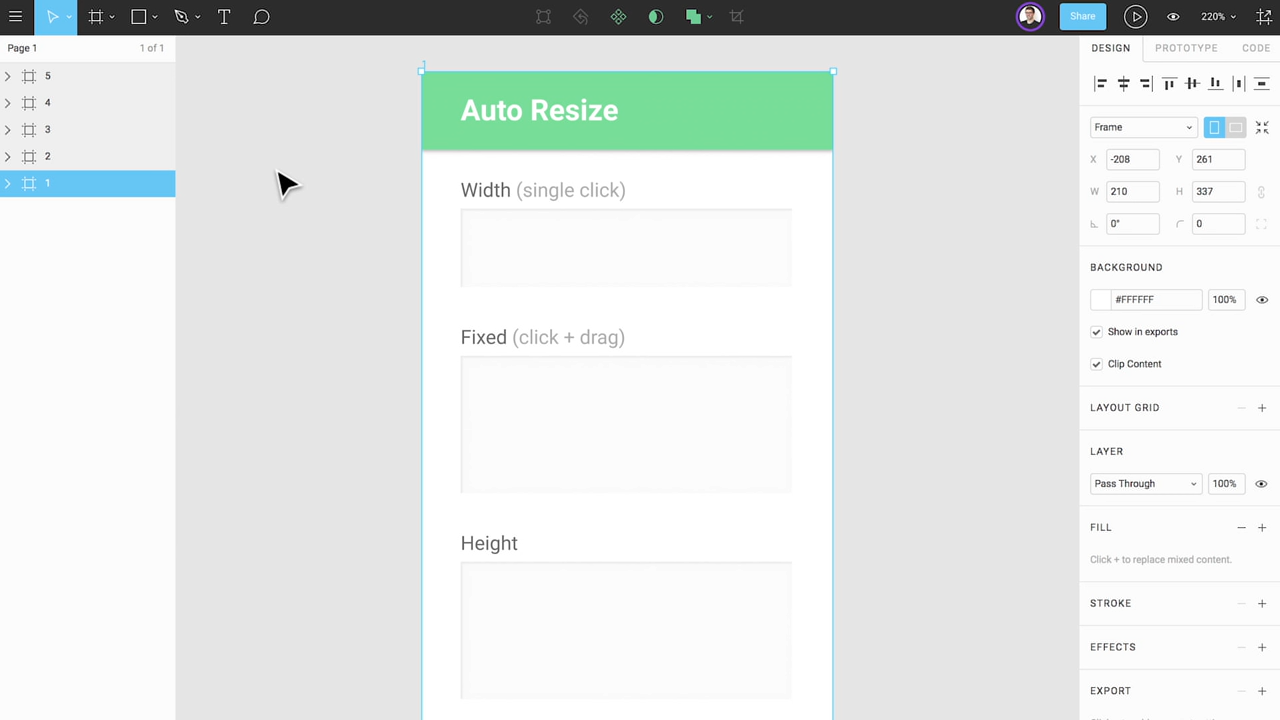 Share
220%
Page 1
1 of 1
5
4
3
2
1
1
Auto Resize
Width (single click)
Fixed (click + drag)
Height
DESIGN
PROTOTYPE
CODE
Frame
X -208 Y 261
W 210 H 337
0° 0
BACKGROUND
#FFFFFF 100%
Show in exports
Clip Content
LAYOUT GRID
LAYER
Pass Through 100%
FILL
Click + to replace mixed content.
STROKE
EFFECTS
EXPORT